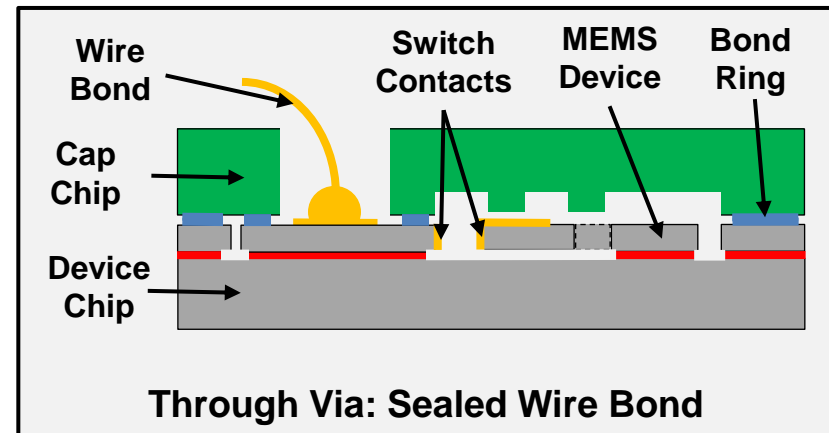 Wire
Bond
Switch
Contacts
MEMS
Device
Bond
Ring
Cap
Chip
Device
Chip
Through Via: Sealed Wire Bond